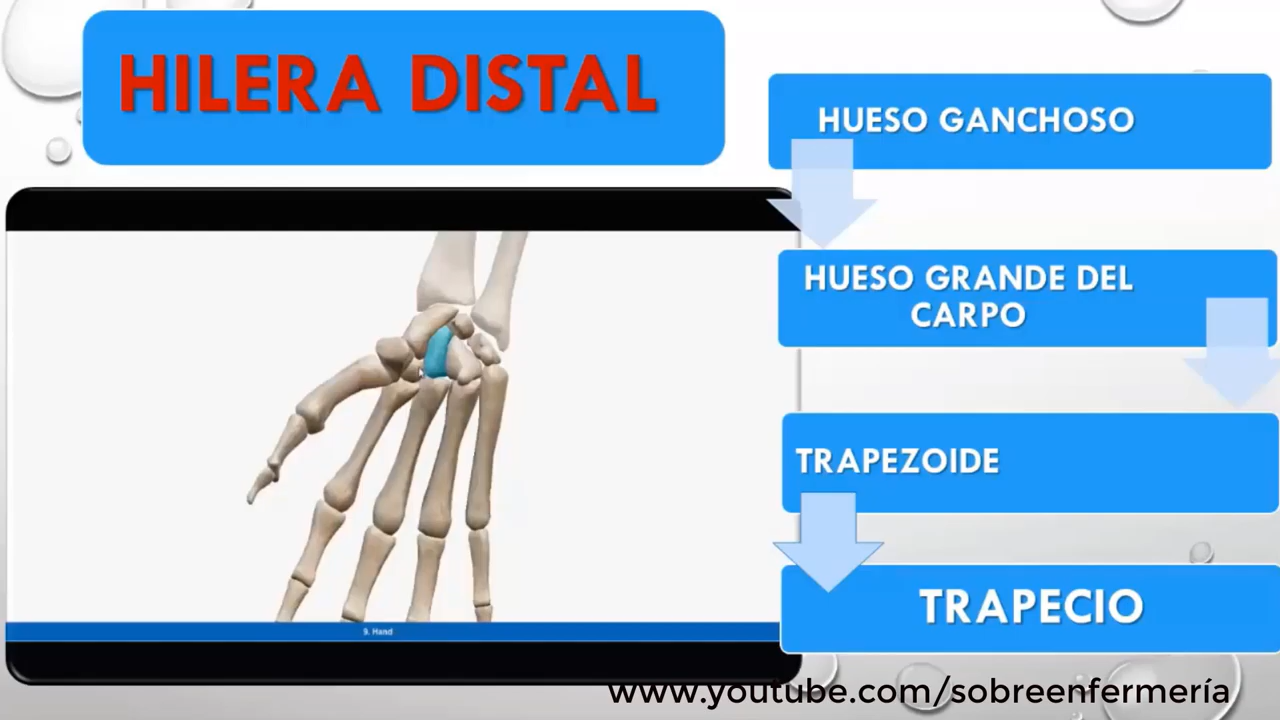 HILERA DISTAL
HUESO GANCHOSO
HUESO GRANDE DEL
CARPO
TRAPEZOIDE
TRAPECIO
9. Hand
www.youtube.com/sobreenfermería